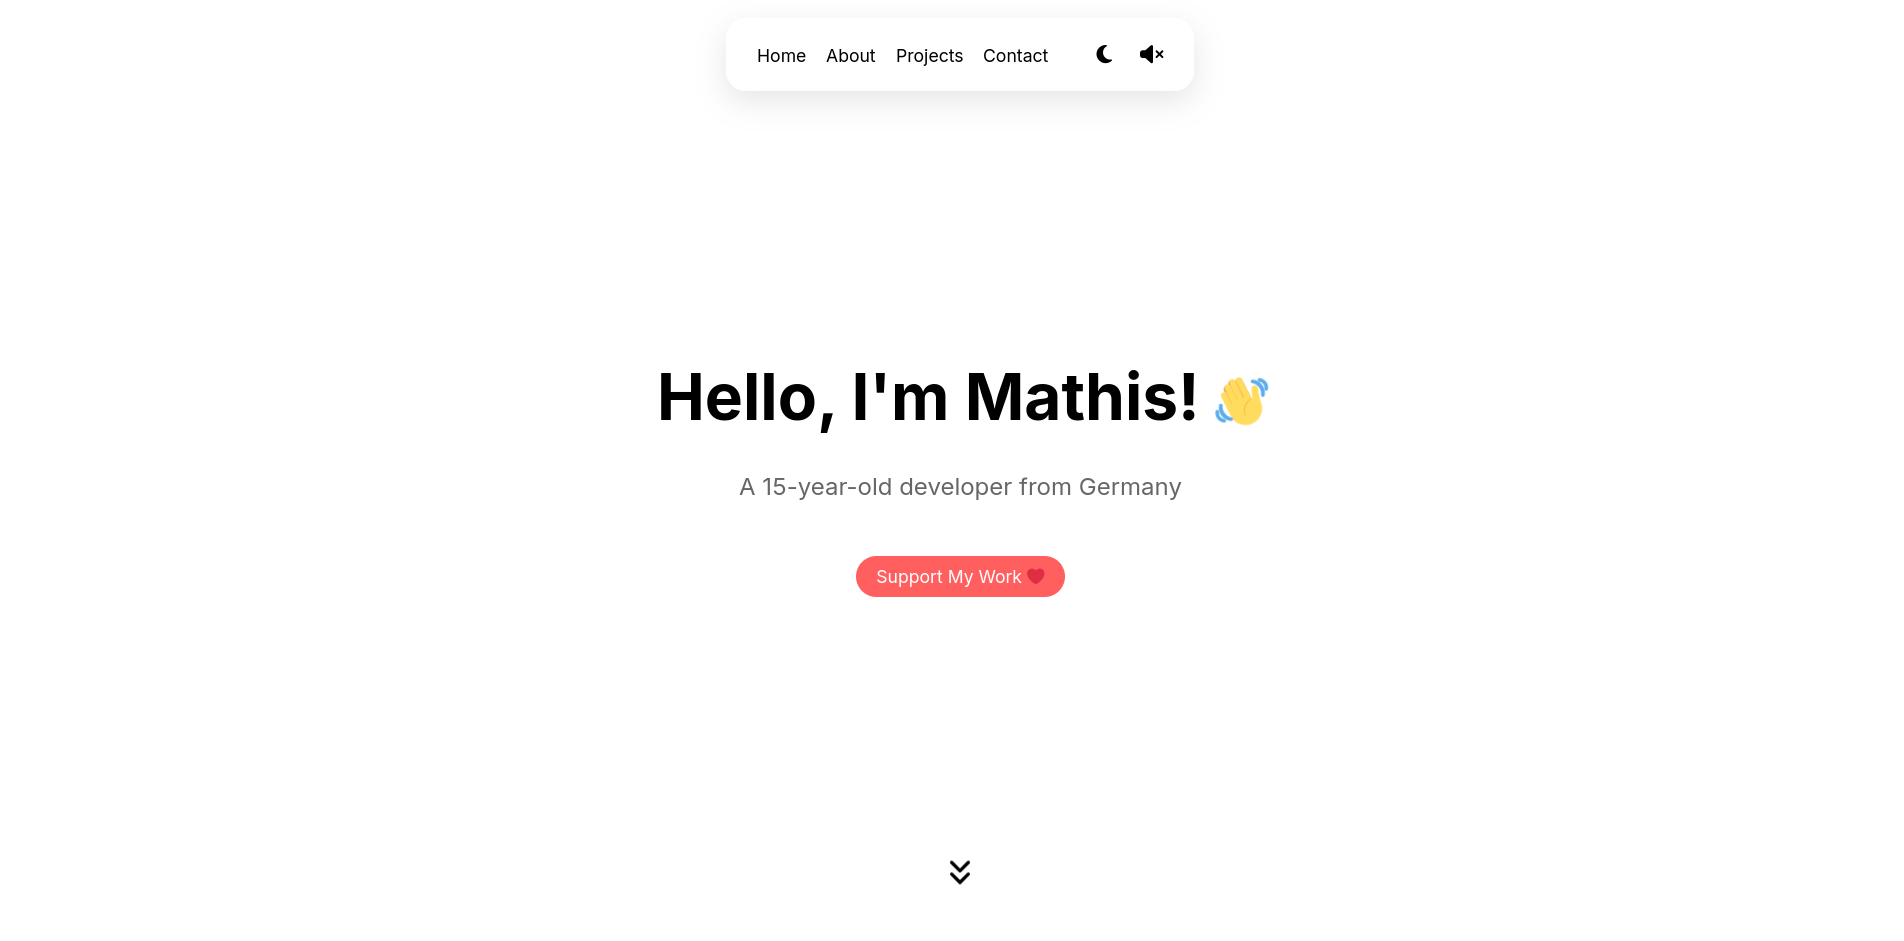 Home About Projects Contact
Hello, I'm Mathis! 👋
A 15-year-old developer from Germany
Support My Work ❤️